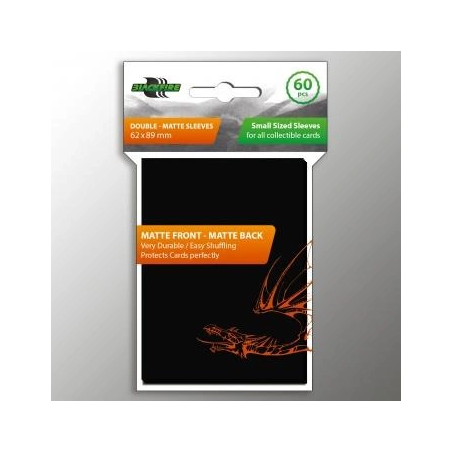 BLACKFIRE
60
pcs
DOUBLE - MATTE SLEEVES
62 x 89 mm
Small Sized Sleeves
for all collectible cards
MATTE FRONT - MATTE BACK
Very Durable / Easy Shuffling
Protects Cards perfectly